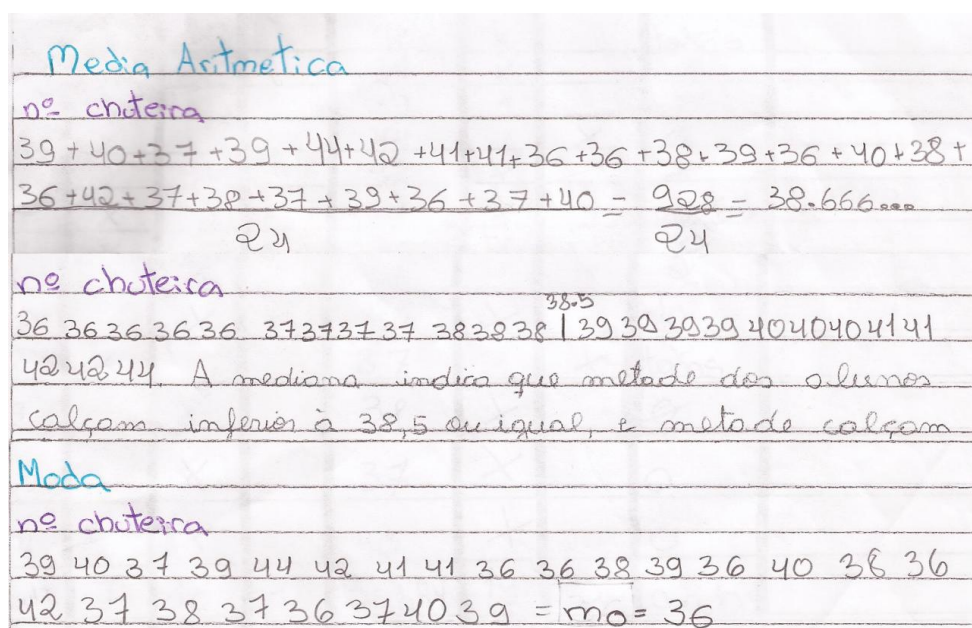 Media Aritmetica
nº chuteira
39 + 40 + 37 + 39 + 44 + 42 + 41 + 41 + 36 + 36 + 38 + 39 + 36 + 40 + 38 +
36 + 42 + 37 + 38 + 37 + 39 + 36 + 37 + 40 = 928 = 38.666...
24 24
nº chuteira
38.5
36 36 36 36 36 37 37 37 37 38 38 38 | 39 39 39 39 40 40 40 41 41
42 42 44. A mediana indica que metade dos alunos
calçam inferior à 38,5 ou igual, e metade calçam
Moda
nº chuteira
39 40 37 39 44 42 41 41 36 36 38 39 36 40 38 36
42 37 38 37 36 37 40 39 = mo = 36